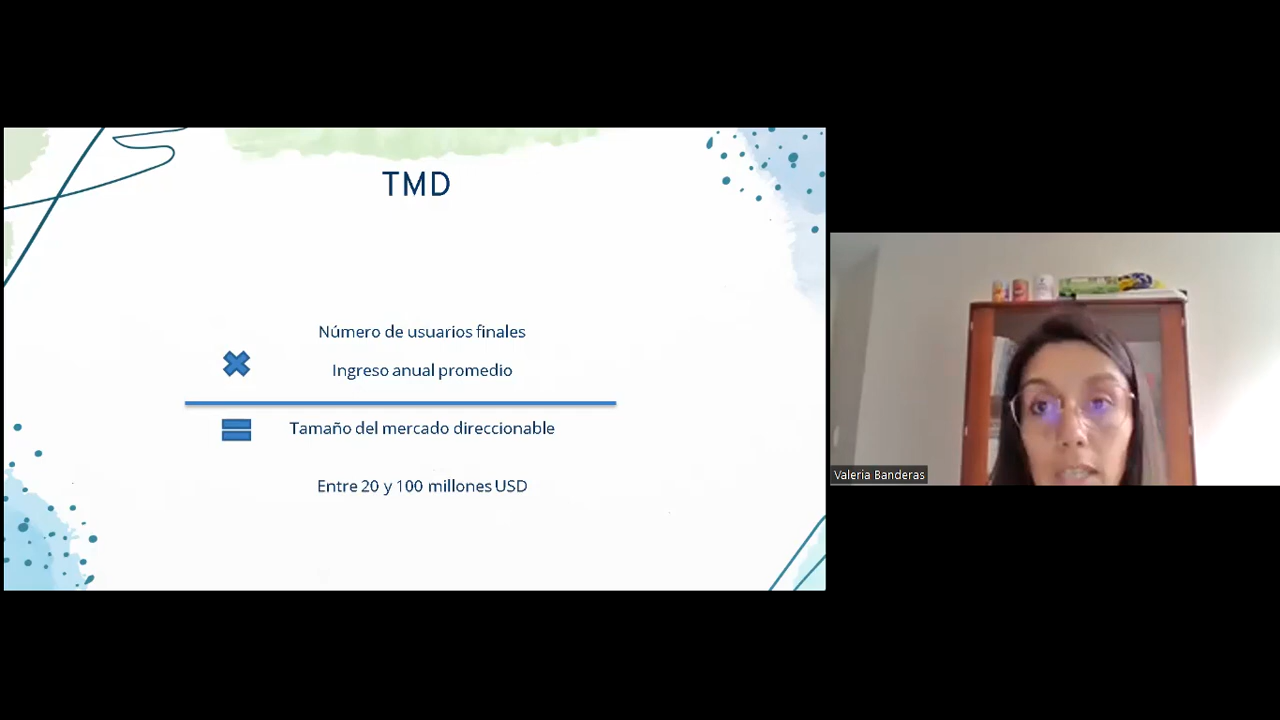 TMD
Número de usuarios finales
Ingreso anual promedio
Tamaño del mercado direccionable
Entre 20 y 100 millones USD
Valeria Banderas